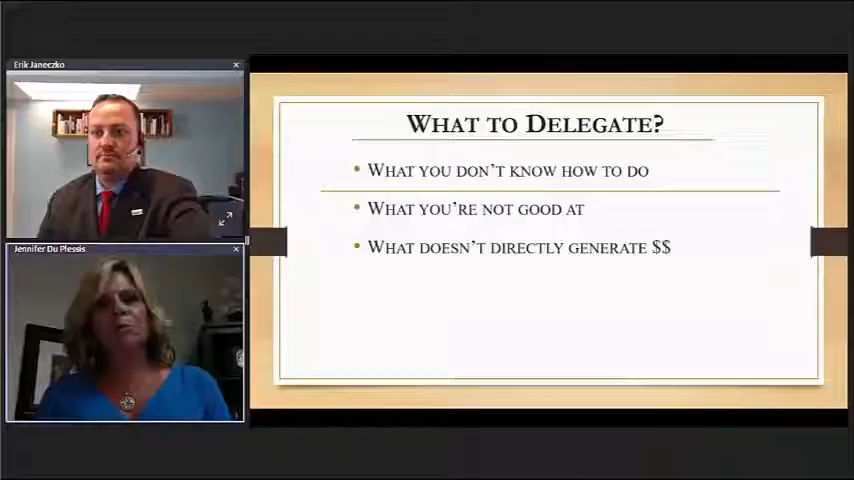 Erik Janeczko
Jennifer Du Plessis
WHAT TO DELEGATE?
• WHAT YOU DON'T KNOW HOW TO DO
• WHAT YOU'RE NOT GOOD AT
• WHAT DOESN'T DIRECTLY GENERATE $$